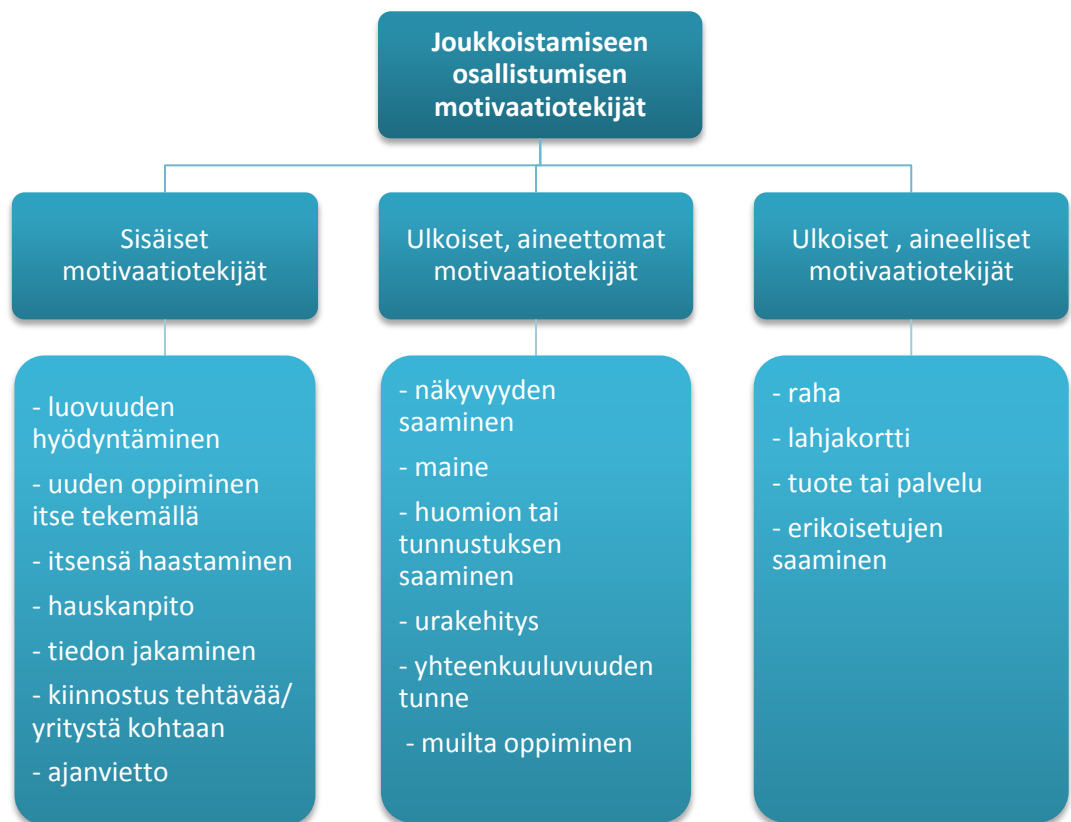 Joukkoistamiseen
osallistumisen
motivaatiotekijät
Sisäiset
motivaatiotekijät
Ulkoiset, aineettomat
motivaatiotekijät
Ulkoiset , aineelliset
motivaatiotekijät
- luovuuden
hyödyntäminen
- uuden oppiminen
itse tekemällä
- itsensä haastaminen
- hauskanpito
- tiedon jakaminen
- kiinnostus tehtävää/
yritystä kohtaan
- ajanvietto
- näkyvyyden
saaminen
- maine
- huomion tai
tunnustuksen
saaminen
- urakehitys
- yhteenkuuluvuuden
tunne
- muilta oppiminen
- raha
- lahjakortti
- tuote tai palvelu
- erikoisetujen
saaminen